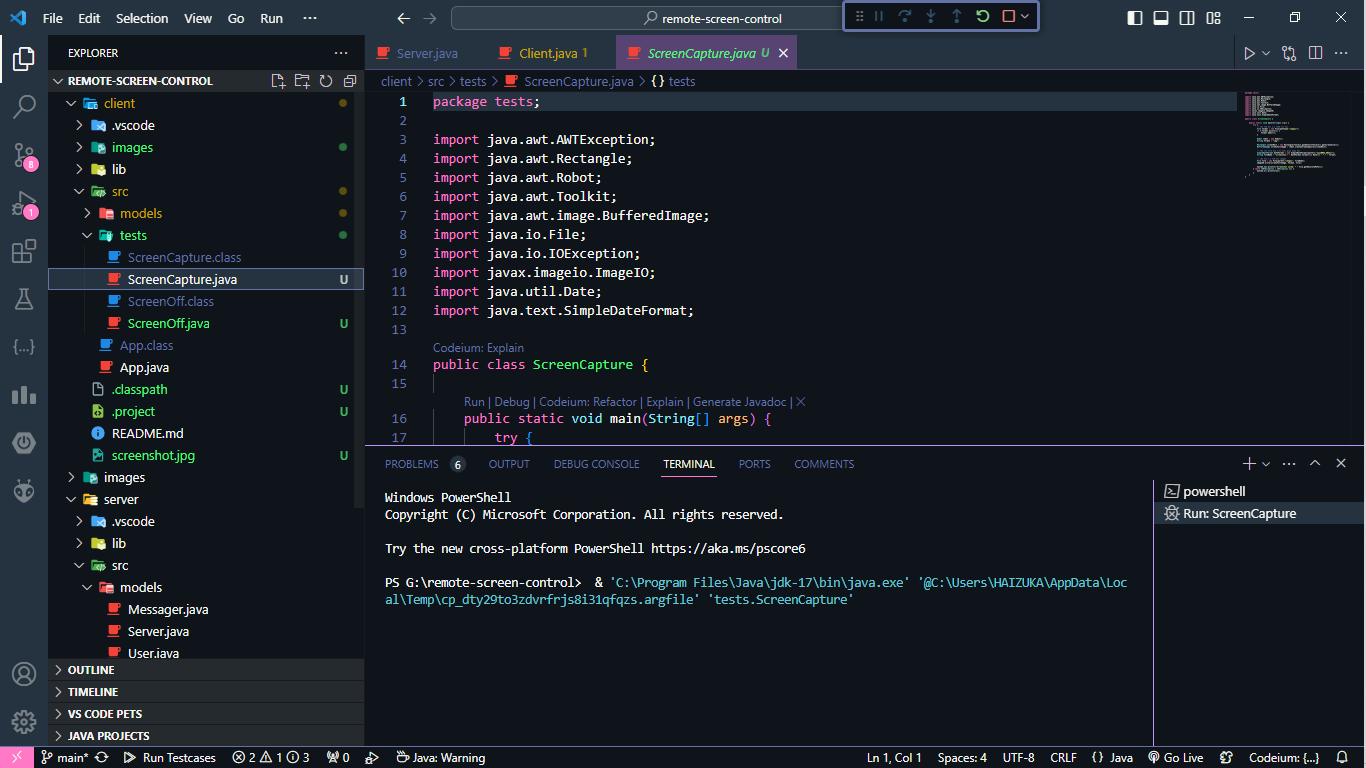 File Edit Selection View Go Run ··· remote-screen-control
EXPLORER ···
REMOTE-SCREEN-CONTROL
client
.vscode
images
lib
src
models
tests
ScreenCapture.class
ScreenCapture.java U
ScreenOff.class
ScreenOff.java U
App.class
App.java
.classpath U
.project U
README.md
screenshot.jpg U
images
server
.vscode
lib
src
models
Messager.java
Server.java
User.java
OUTLINE
TIMELINE
VS CODE PETS
JAVA PROJECTS
8
1
Server.java Client.java 1 ScreenCapture.java U
client > src > tests > ScreenCapture.java > {} tests
1 package tests;
2
3 import java.awt.AWTException;
4 import java.awt.Rectangle;
5 import java.awt.Robot;
6 import java.awt.Toolkit;
7 import java.awt.image.BufferedImage;
8 import java.io.File;
9 import java.io.IOException;
10 import javax.imageio.ImageIO;
11 import java.util.Date;
12 import java.text.SimpleDateFormat;
13
Codeium: Explain
14 public class ScreenCapture {
15
Run | Debug | Codeium: Refactor | Explain | Generate Javadoc | X
16 public static void main(String[] args) {
17 try {
PROBLEMS 6 OUTPUT DEBUG CONSOLE TERMINAL PORTS COMMENTS
Windows PowerShell
Copyright (C) Microsoft Corporation. All rights reserved.
Try the new cross-platform PowerShell https://aka.ms/pscore6
PS G:\remote-screen-control>  & 'C:\Program Files\Java\jdk-17\bin\java.exe' '@C:\Users\HAIZUKA\AppData\Loc
al\Temp\cp_dty29to3zdvrfrjs8i31qfqzs.argfile' 'tests.ScreenCapture'
powershell
Run: ScreenCapture
main* Run Testcases 2 1 3 0 Java: Warning Ln 1, Col 1 Spaces: 4 UTF-8 CRLF {} Java Go Live Codeium: {...}